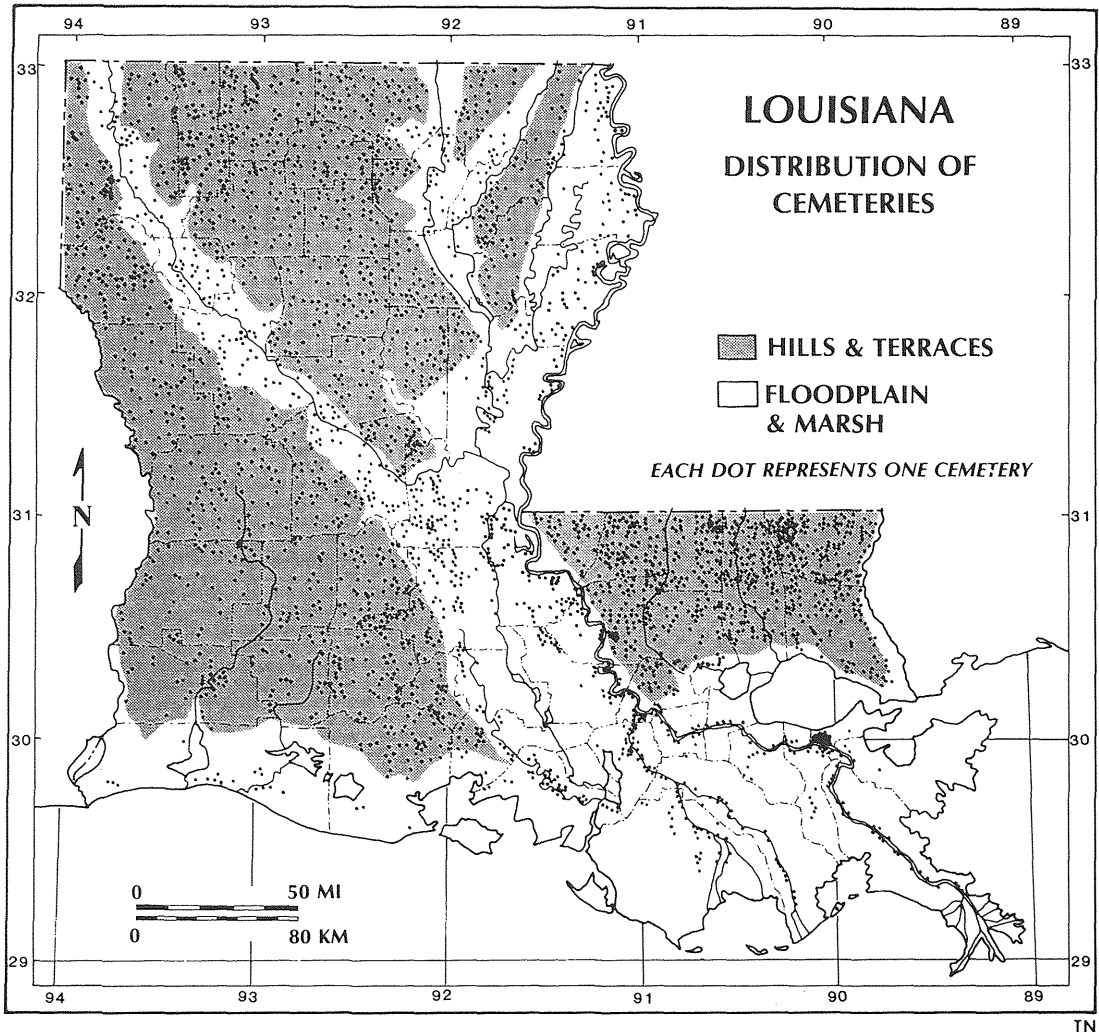 94 93 92 91 90 89
33 33
LOUISIANA
DISTRIBUTION OF
CEMETERIES
32 32
HILLS & TERRACES
FLOODPLAIN
& MARSH
EACH DOT REPRESENTS ONE CEMETERY
N
31 31
30 30
0 50 MI
0 80 KM
29 29
94 93 92 91 90 89
TN